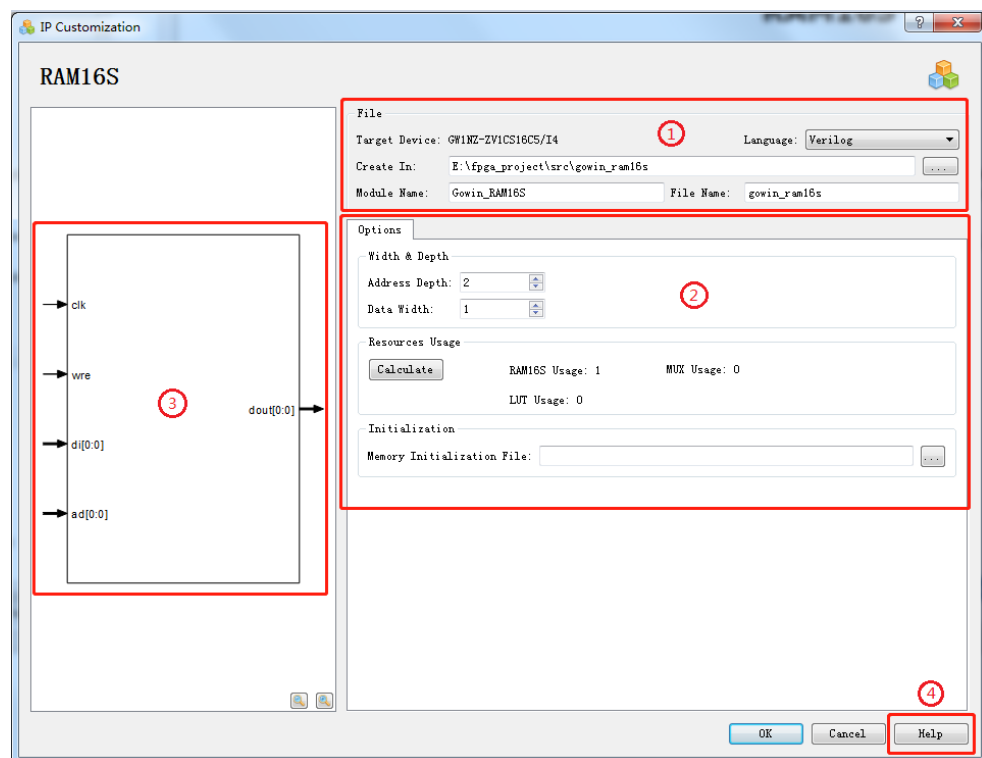 IP Customization
RAM16S
File
Target Device: GW1NZ-ZV1CS16C5/I4
1
Language: Verilog
Create In: E:\fpga_project\src\gowin_ram16s ...
Module Name: Gowin_RAM16S File Name: gowin_ram16s
Options
Width & Depth
Address Depth: 2
2
Data Width: 1
Resources Usage
Calculate RAM16S Usage: 1 MUX Usage: 0
LUT Usage: 0
Initialization
Memory Initialization File: ...
clk
wre
3
dout[0:0]
di[0:0]
ad[0:0]
4
OK Cancel Help